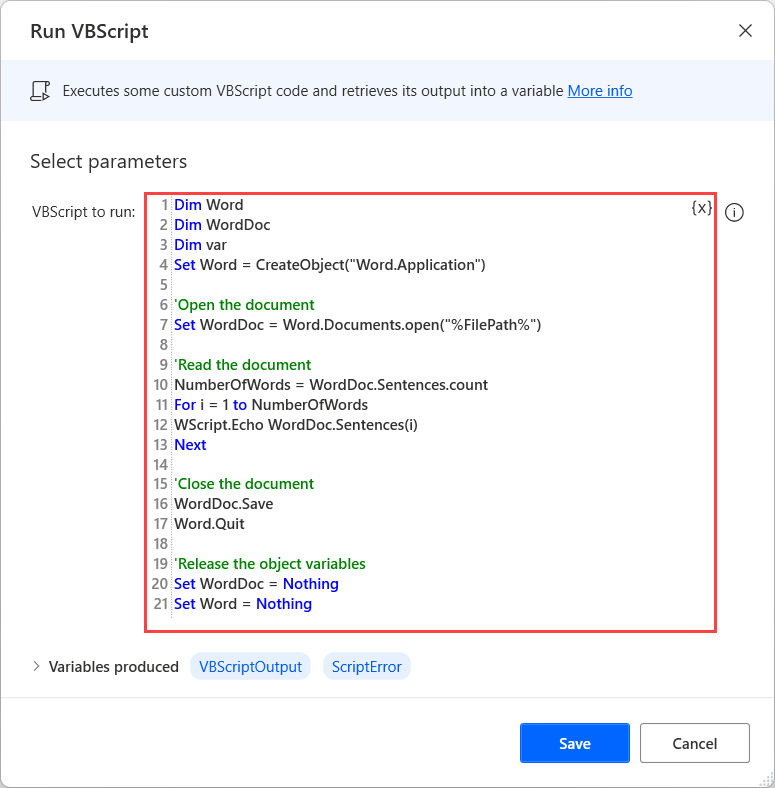 Run VBScript
Executes some custom VBScript code and retrieves its output into a variable More info
Select parameters
VBScript to run:
{x}
1 Dim Word
2 Dim WordDoc
3 Dim var
4 Set Word = CreateObject("Word.Application")
5
6 'Open the document
7 Set WordDoc = Word.Documents.open("%FilePath%")
8
9 'Read the document
10 NumberOfWords = WordDoc.Sentences.count
11 For i = 1 to NumberOfWords
12 WScript.Echo WordDoc.Sentences(i)
13 Next
14
15 'Close the document
16 WordDoc.Save
17 Word.Quit
18
19 'Release the object variables
20 Set WordDoc = Nothing
21 Set Word = Nothing
Variables produced VBScriptOutput ScriptError
Save Cancel